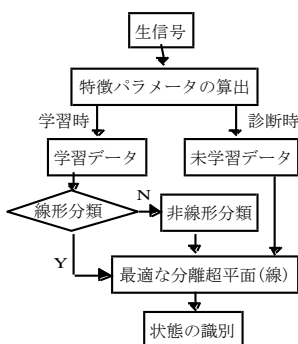 生信号
特徴パラメータの算出
学習時
診断時
学習データ
未学習データ
線形分類
N
非線形分類
Y
最適な分離超平面(線)
状態の識別